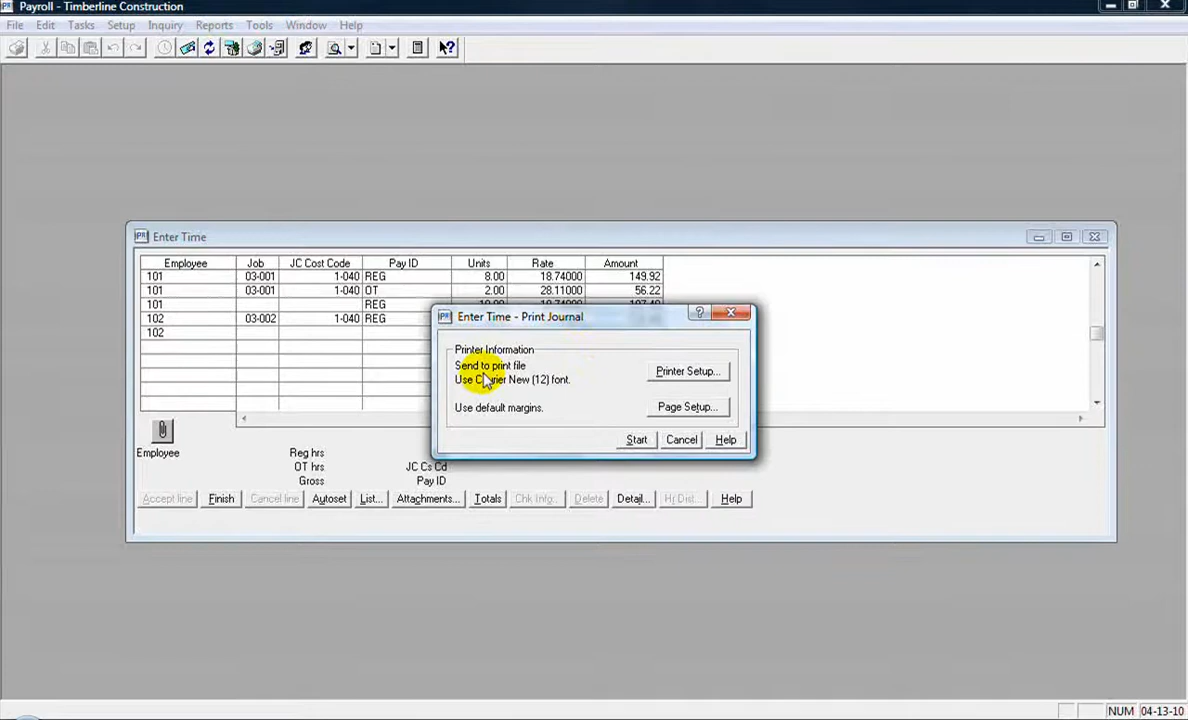 PR Payroll - Timberline Construction
File Edit Tasks Setup Inquiry Reports Tools Window Help
PR Enter Time
Employee Job JC Cost Code Pay ID Units Rate Amount
101 03-001 1-040 REG 8.00 18.74000 149.92
101 03-001 1-040 OT 2.00 28.11000 56.22
101 REG
102 03-002 1-040 REG
102
PR Enter Time - Print Journal
Printer Information
Send to print file
Use Courier New (12) font.
Printer Setup...
Use default margins.
Page Setup...
Start Cancel Help
Employee Reg hrs
OT hrs JC Cs Cd
Gross Pay ID
Accept line Finish Cancel line Autoset List... Attachments... Totals Chk Info.. Delete Detail... Hr Dist... Help
NUM 04-13-10